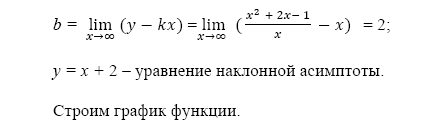 b = lim x→∞ (y − kx) = lim x→∞ (x² + 2x− 1 / x − x) = 2;
y = x + 2 – уравнение наклонной асимптоты.
Строим график функции.